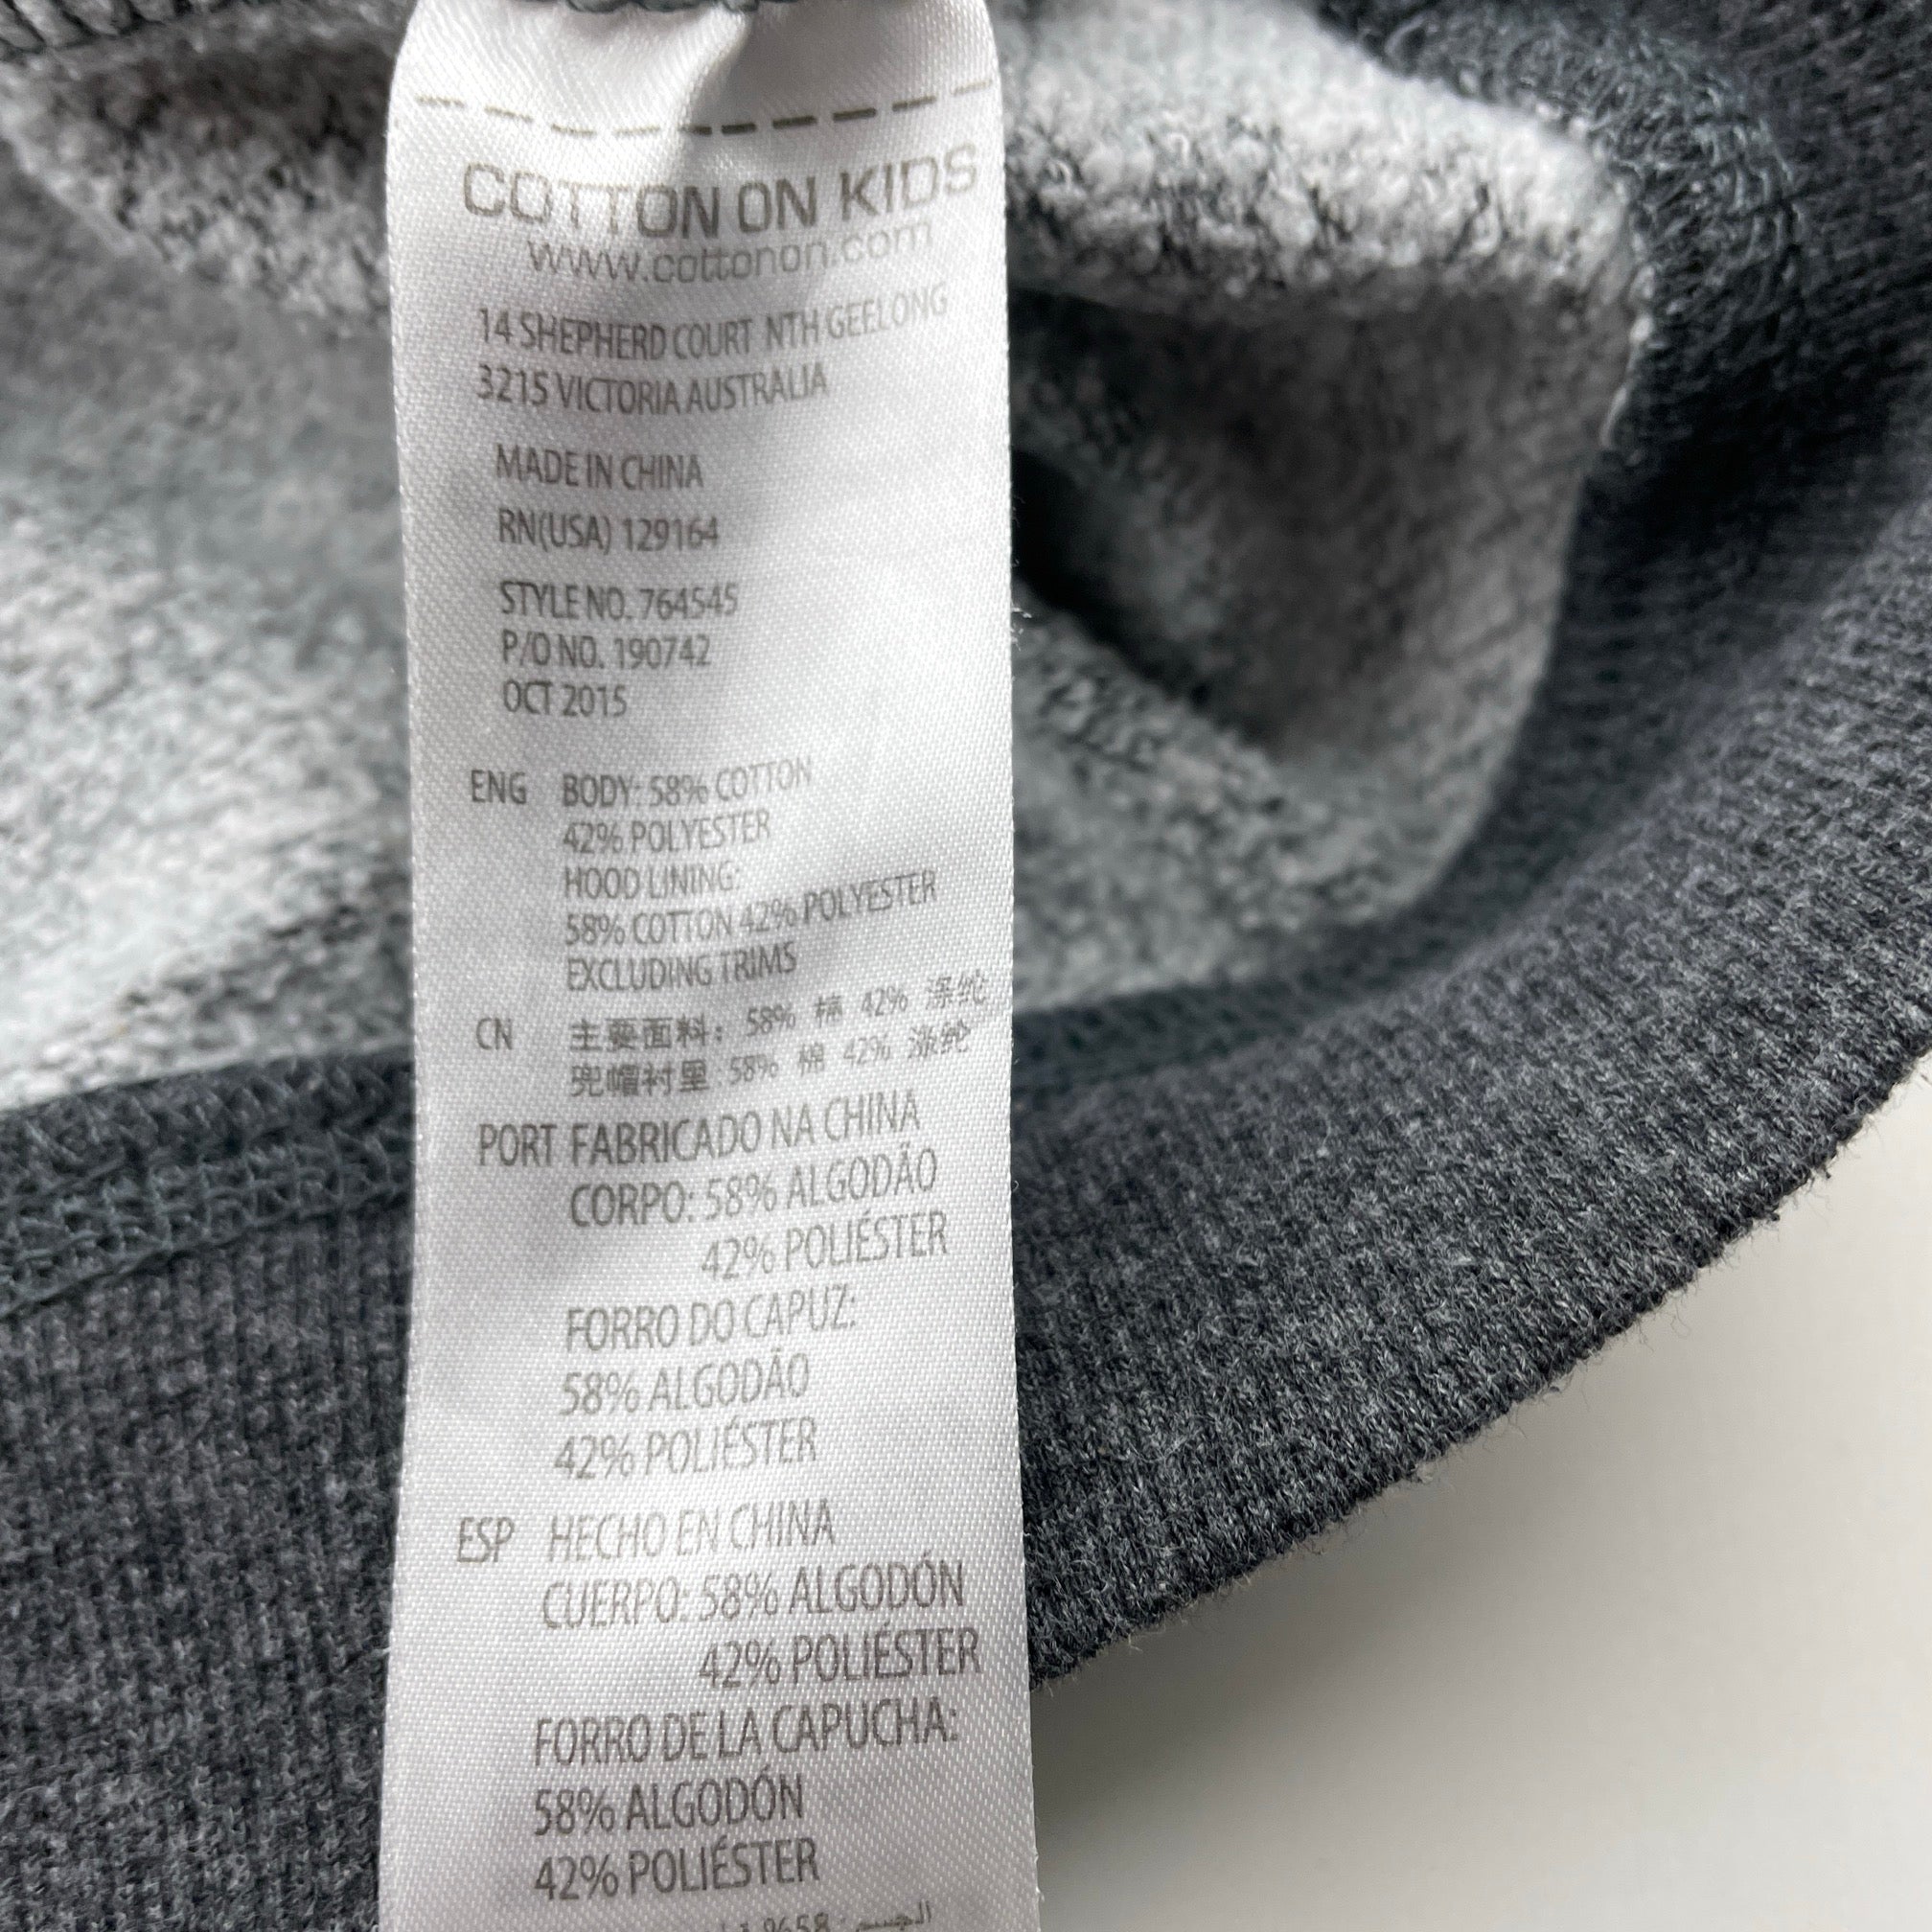 COTTON ON KIDS
www.cottonon.com
14 SHEPHERD COURT NTH GEELONG
3215 VICTORIA AUSTRALIA
MADE IN CHINA
RN(USA) 129164
STYLE NO. 764545
P/O NO. 190742
OCT 2015
ENG BODY: 58% COTTON
42% POLYESTER
HOOD LINING:
58% COTTON 42% POLYESTER
EXCLUDING TRIMS
CN 主要面料: 58% 棉 42% 涤纶
兜帽衬里: 58% 棉 42% 涤纶
PORT FABRICADO NA CHINA
CORPO: 58% ALGODÃO
42% POLIÉSTER
FORRO DO CAPUZ:
58% ALGODÃO
42% POLIÉSTER
ESP HECHO EN CHINA
CUERPO: 58% ALGODÓN
42% POLIÉSTER
FORRO DE LA CAPUCHA:
58% ALGODÓN
42% POLIÉSTER
الجسم: 58%